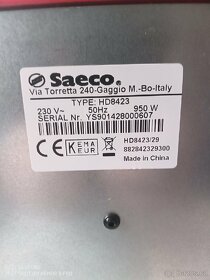 Saeco.
Via Torretta 240-Gaggio M.-Bo-Italy
TYPE: HD8423
230 V~ 50Hz 950 W
SERIAL Nr. YS901428000607
CE KEMA EUR
HD8423/29
882842329300
Made in China